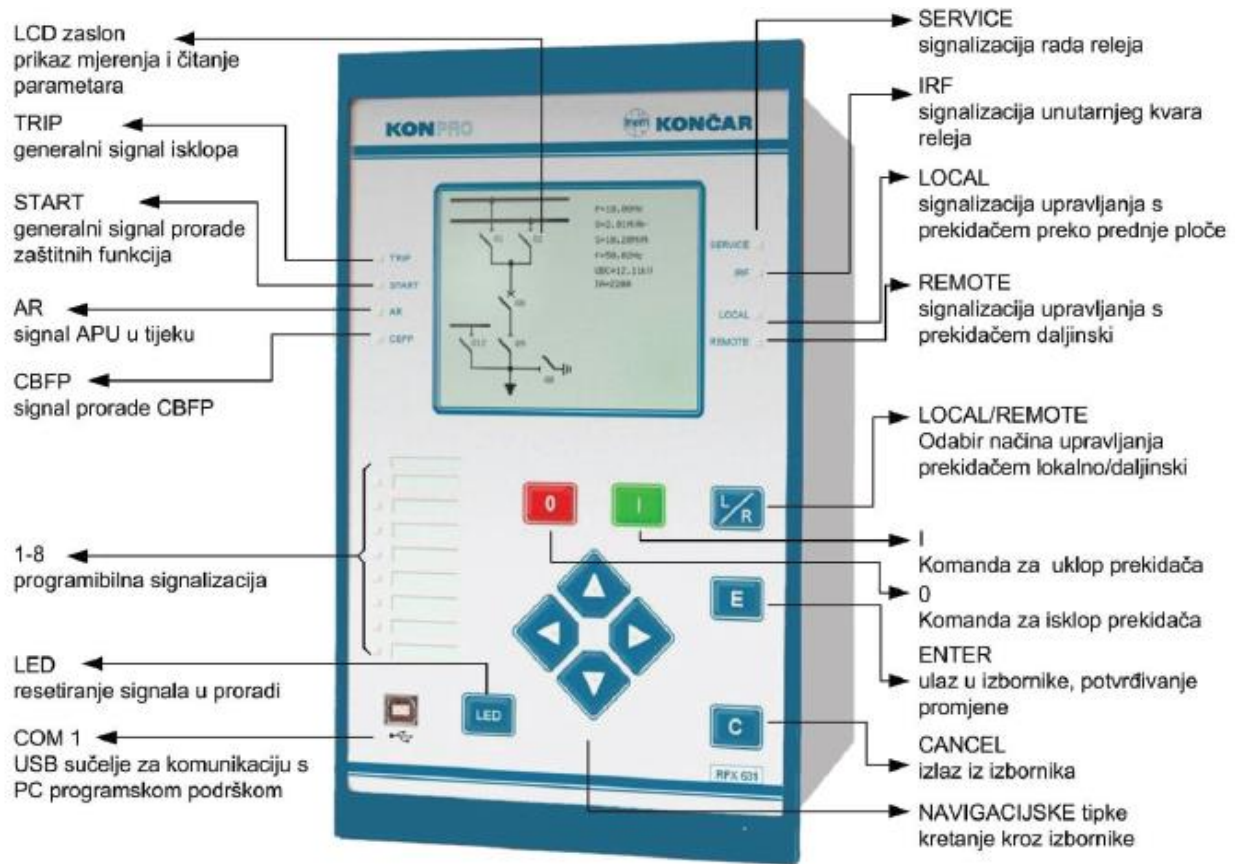 LCD zaslon
prikaz mjerenja i čitanje
parametara
TRIP
generalni signal isklopa
START
generalni signal prorade
zaštitnih funkcija
AR
signal APU u tijeku
CBFP
signal prorade CBFP
1-8
programibilna signalizacija
LED
resetiranje signala u proradi
COM 1
USB sučelje za komunikaciju s
PC programskom podrškom
KONPRO
KONČAR
TRIP
START
AR
CBFP
SERVICE
IRF
LOCAL
REMOTE
0
I
L/R
E
C
LED
SERVICE
signalizacija rada releja
IRF
signalizacija unutarnjeg kvara
releja
LOCAL
signalizacija upravljanja s
prekidačem preko prednje ploče
REMOTE
signalizacija upravljanja s
prekidačem daljinski
LOCAL/REMOTE
Odabir načina upravljanja
prekidačem lokalno/daljinski
I
Komanda za uklop prekidača
0
Komanda za isklop prekidača
ENTER
ulaz u izbornike, potvrđivanje
promjene
CANCEL
izlaz iz izbornika
NAVIGACIJSKE tipke
kretanje kroz izbornike